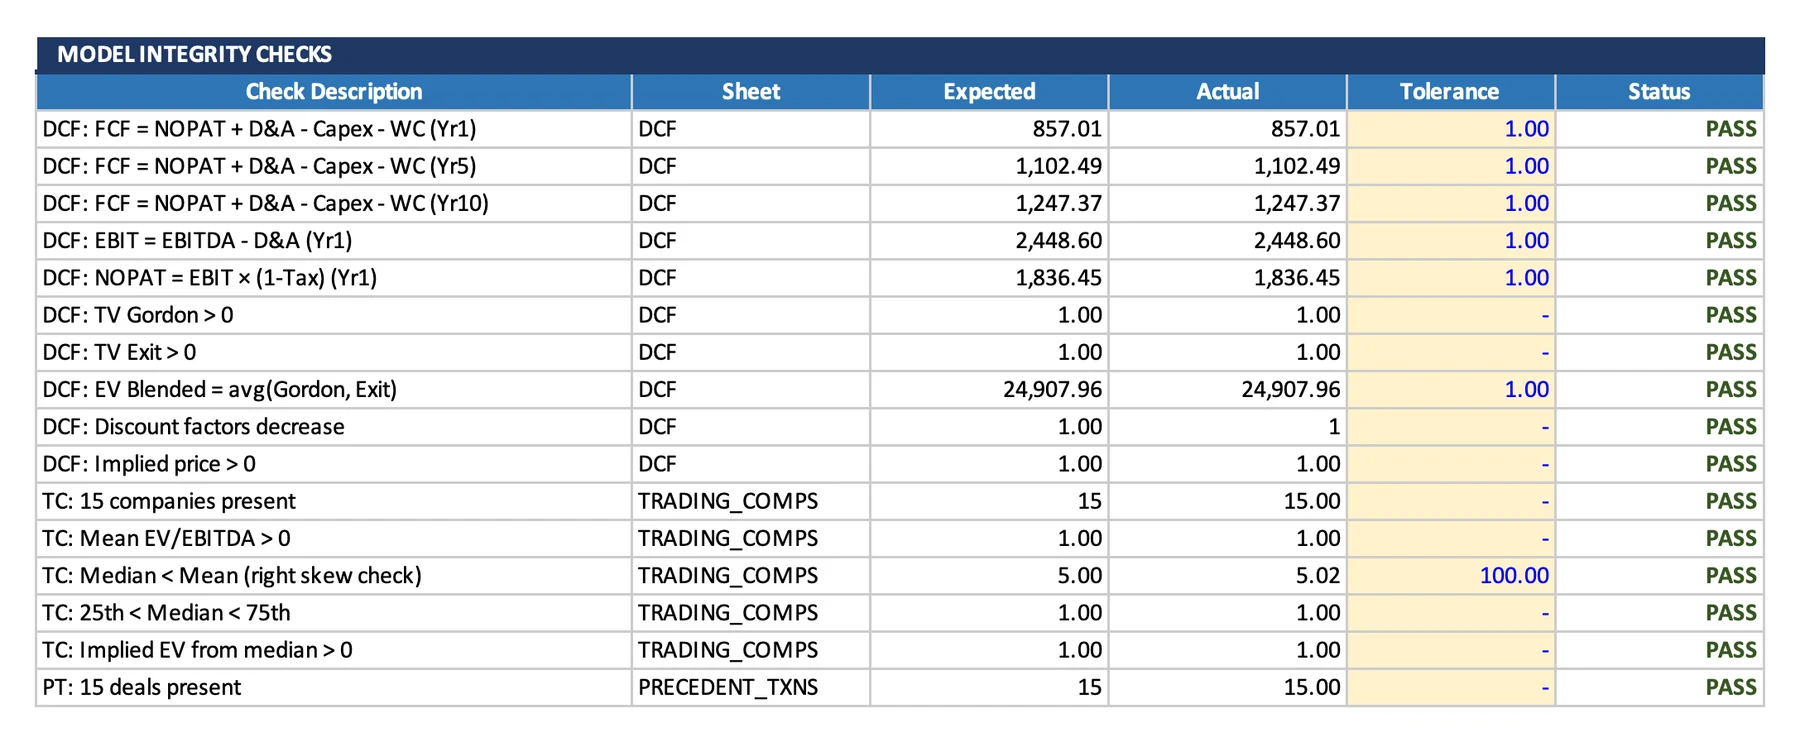 MODEL INTEGRITY CHECKS
Check Description Sheet Expected Actual Tolerance Status
DCF: FCF = NOPAT + D&A - Capex - WC (Yr1) DCF 857.01 857.01 1.00 PASS
DCF: FCF = NOPAT + D&A - Capex - WC (Yr5) DCF 1,102.49 1,102.49 1.00 PASS
DCF: FCF = NOPAT + D&A - Capex - WC (Yr10) DCF 1,247.37 1,247.37 1.00 PASS
DCF: EBIT = EBITDA - D&A (Yr1) DCF 2,448.60 2,448.60 1.00 PASS
DCF: NOPAT = EBIT × (1-Tax) (Yr1) DCF 1,836.45 1,836.45 1.00 PASS
DCF: TV Gordon > 0 DCF 1.00 1.00 - PASS
DCF: TV Exit > 0 DCF 1.00 1.00 - PASS
DCF: EV Blended = avg(Gordon, Exit) DCF 24,907.96 24,907.96 1.00 PASS
DCF: Discount factors decrease DCF 1.00 1 - PASS
DCF: Implied price > 0 DCF 1.00 1.00 - PASS
TC: 15 companies present TRADING_COMPS 15 15.00 - PASS
TC: Mean EV/EBITDA > 0 TRADING_COMPS 1.00 1.00 - PASS
TC: Median < Mean (right skew check) TRADING_COMPS 5.00 5.02 100.00 PASS
TC: 25th < Median < 75th TRADING_COMPS 1.00 1.00 - PASS
TC: Implied EV from median > 0 TRADING_COMPS 1.00 1.00 - PASS
PT: 15 deals present PRECEDENT_TXNS 15 15.00 - PASS